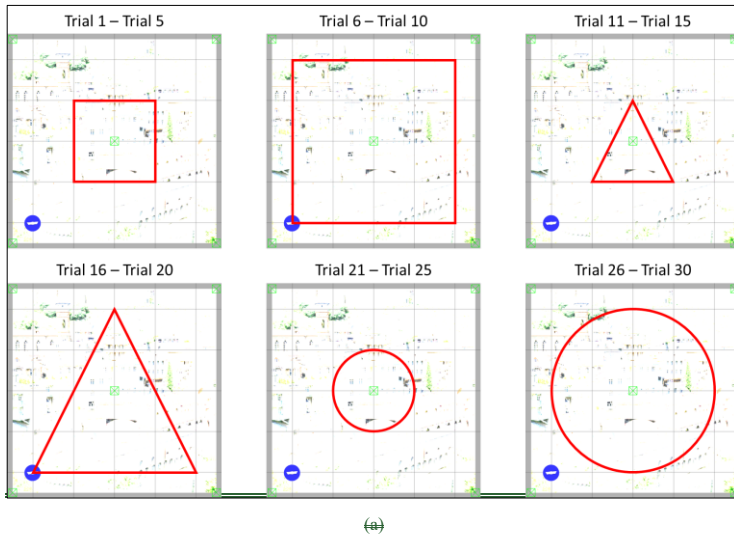 Trial 1 – Trial 5
Trial 6 – Trial 10
Trial 11 – Trial 15
Trial 16 – Trial 20
Trial 21 – Trial 25
Trial 26 – Trial 30
(a)